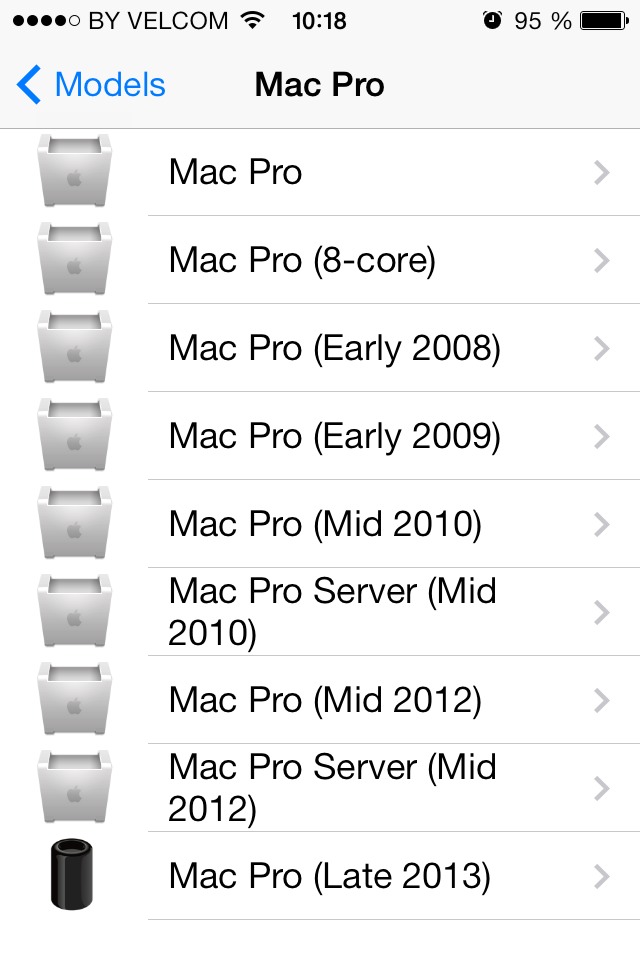 BY VELCOM 10:18 95 %
Models Mac Pro
Mac Pro
Mac Pro (8-core)
Mac Pro (Early 2008)
Mac Pro (Early 2009)
Mac Pro (Mid 2010)
Mac Pro Server (Mid
2010)
Mac Pro (Mid 2012)
Mac Pro Server (Mid
2012)
Mac Pro (Late 2013)